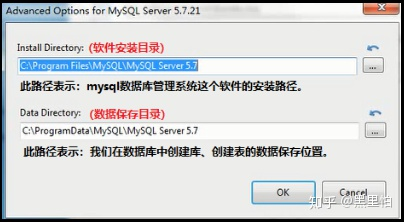 Advanced Options for MySQL Server 5.7.21
Install Directory: (软件安装目录)
C:\Program Files\MySQL\MySQL Server 5.7
...
此路径表示：mysql数据库管理系统这个软件的安装路径。
Data Directory: (数据保存目录)
C:\ProgramData\MySQL\MySQL Server 5.7
...
此路径表示：我们在数据库中创建库、创建表的数据保存位置。
OK Cancel
知乎 @黑里怕